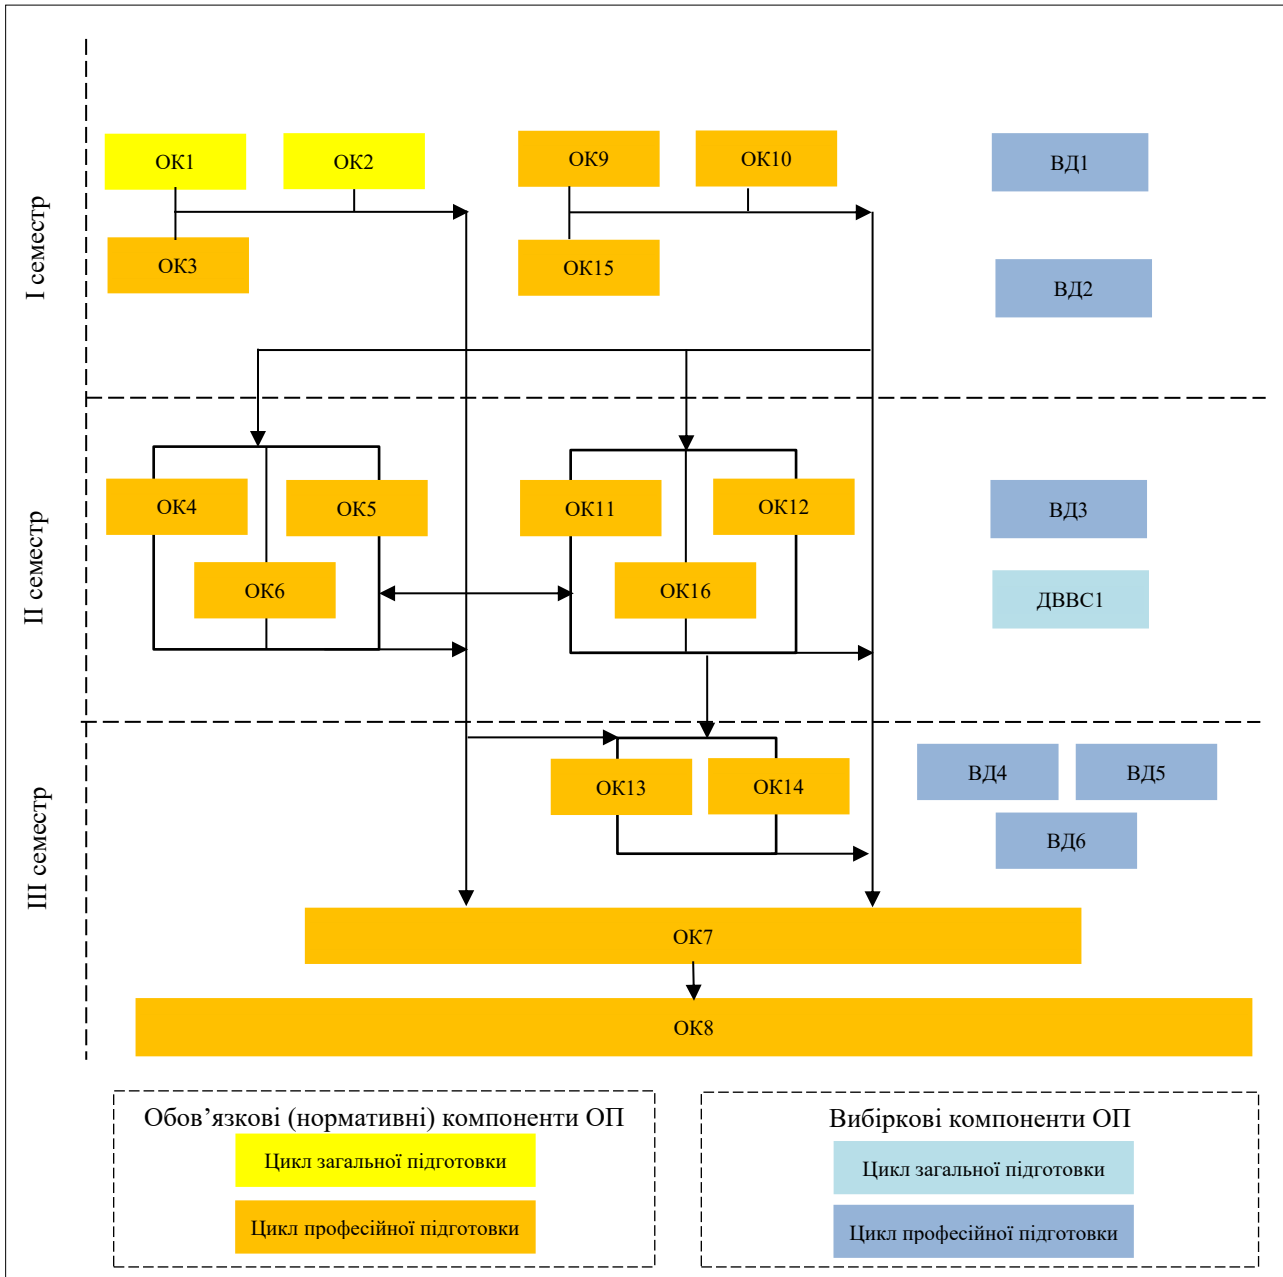 I семестр
ОК1
ОК2
ОК9
ОК10
ВД1
ОК3
ОК15
ВД2
II семестр
ОК4
ОК5
ОК11
ОК12
ВД3
ОК6
ОК16
ДВВС1
III семестр
ОК13
ОК14
ВД4
ВД5
ВД6
ОК7
ОК8
Обов’язкові (нормативні) компоненти ОП
Цикл загальної підготовки
Цикл професійної підготовки
Вибіркові компоненти ОП
Цикл загальної підготовки
Цикл професійної підготовки